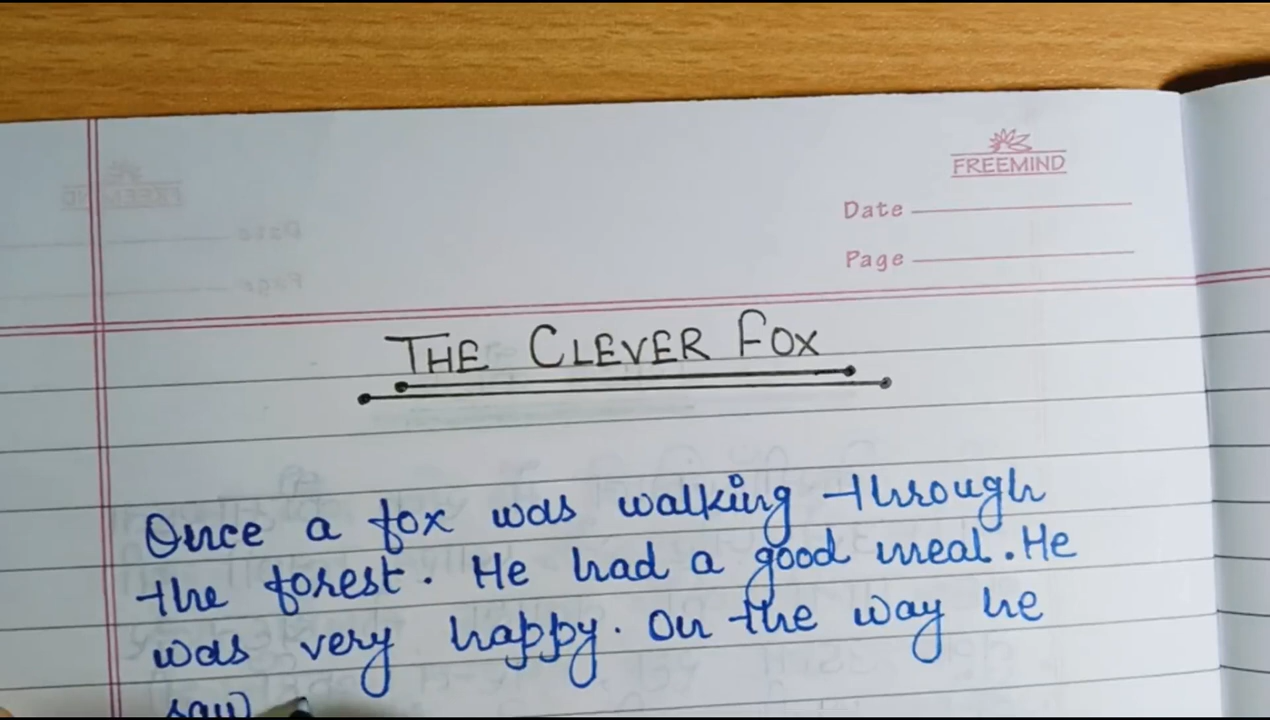 FREEMIND
Date
Page
THE CLEVER FOX
Once a fox was walking through
the forest. He had a good meal. He
was very happy. On the way he
saw